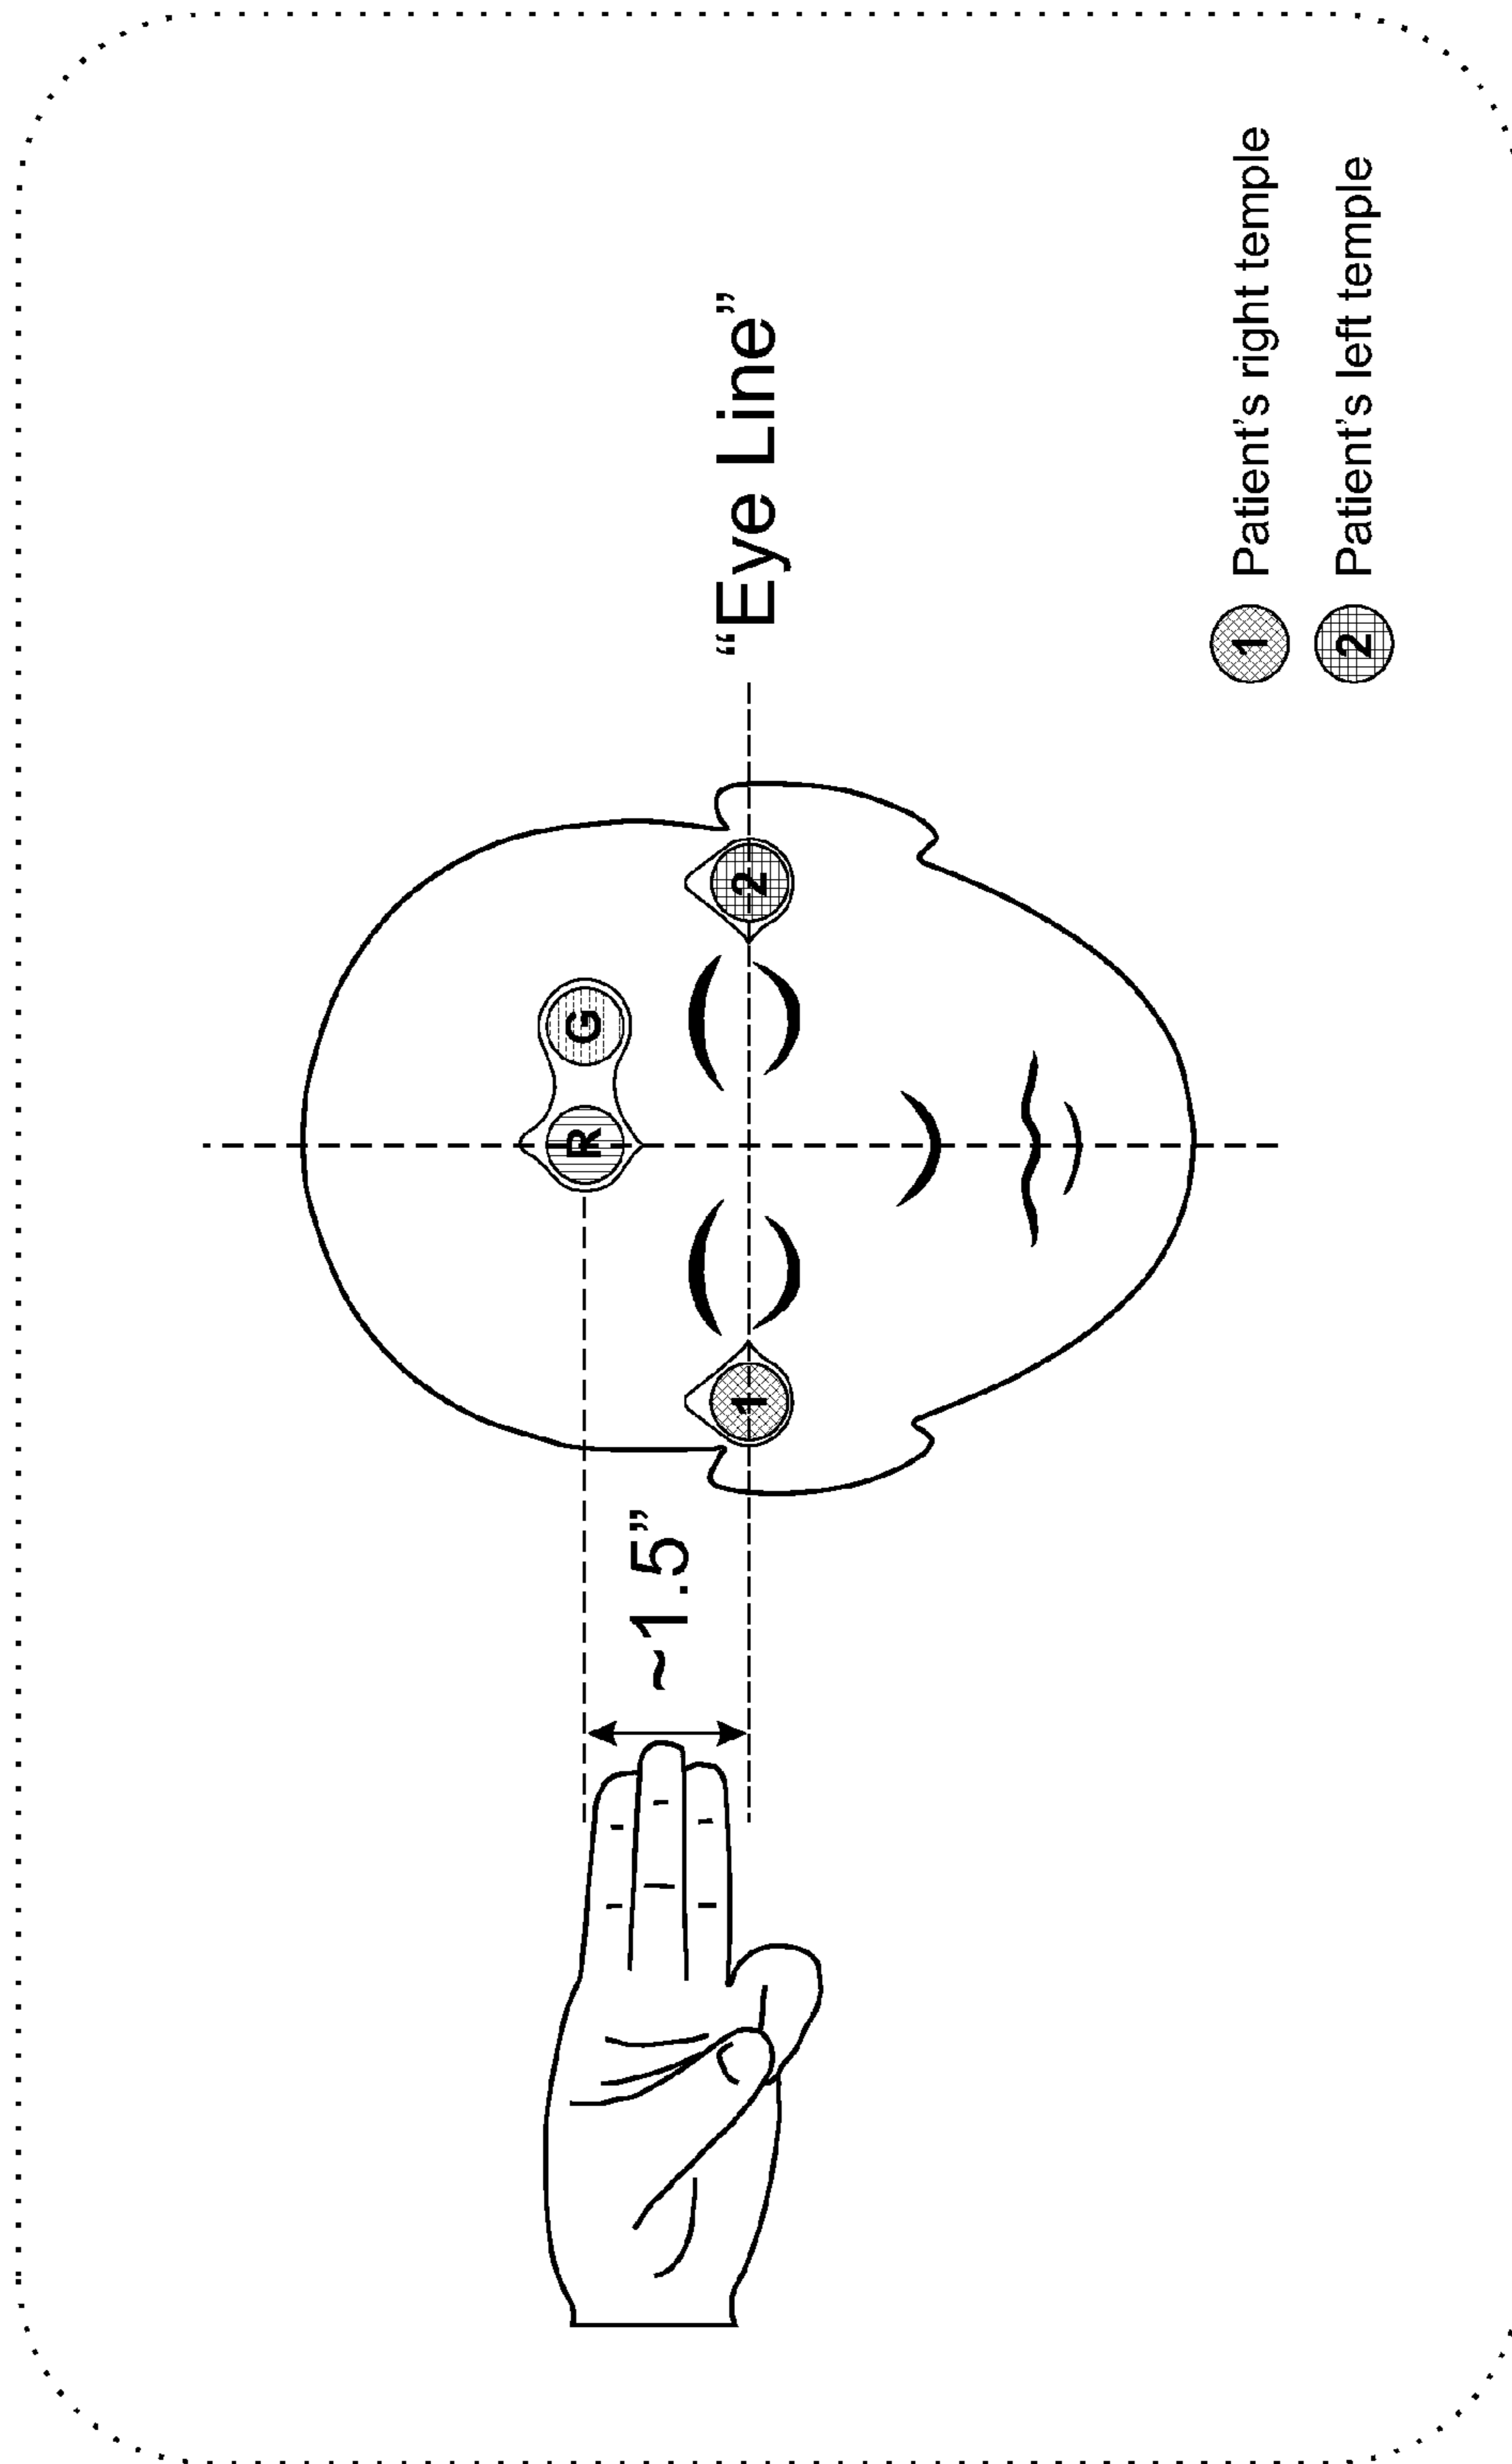 R G
~1.5”
1 2
“Eye Line”
1 Patient’s right temple
2 Patient’s left temple